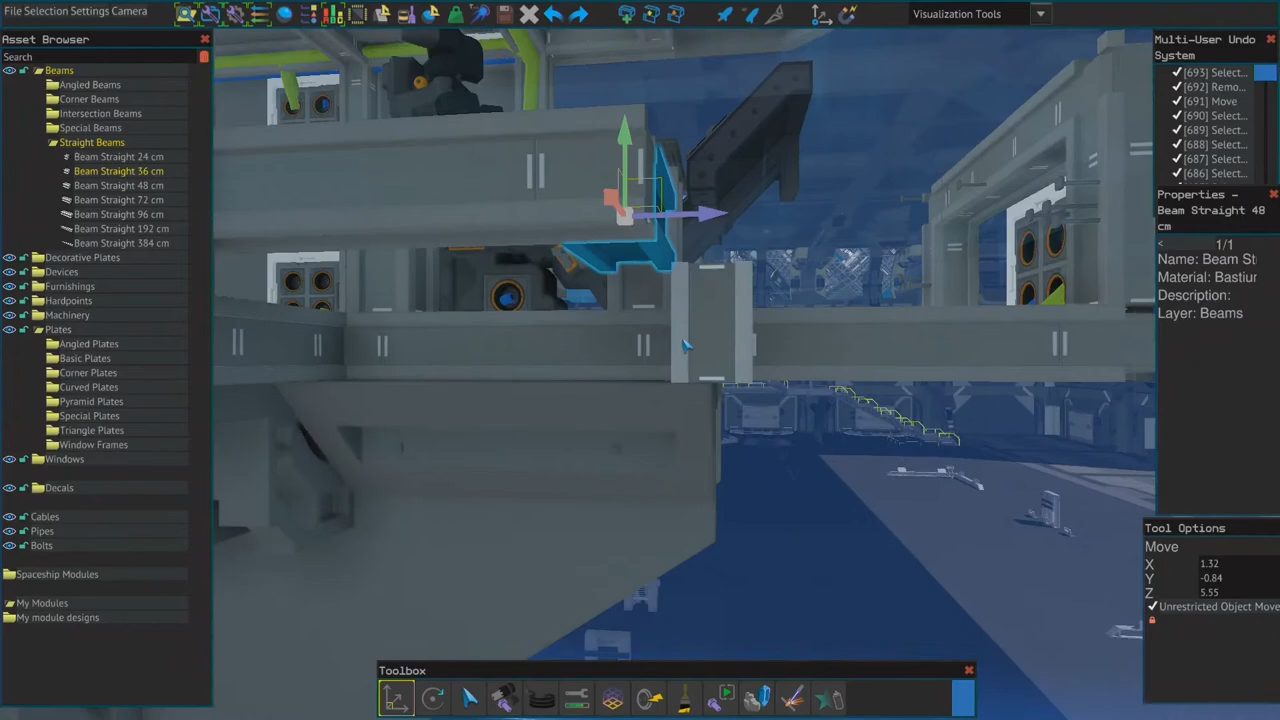 File Selection Settings Camera
Visualization Tools
Asset Browser
Search
Beams
Angled Beams
Corner Beams
Intersection Beams
Special Beams
Straight Beams
Beam Straight 24 cm
Beam Straight 36 cm
Beam Straight 48 cm
Beam Straight 72 cm
Beam Straight 96 cm
Beam Straight 192 cm
Beam Straight 384 cm
Decorative Plates
Devices
Furnishings
Hardpoints
Machinery
Plates
Angled Plates
Basic Plates
Corner Plates
Curved Plates
Pyramid Plates
Special Plates
Triangle Plates
Window Frames
Windows
Decals
Cables
Pipes
Bolts
Spaceship Modules
My Modules
My module designs
Multi-User Undo
System
[693] Select...
[692] Remo...
[691] Move
[690] Select...
[689] Select...
[688] Select...
[687] Select...
[686] Select...
Properties -
Beam Straight 48
cm
< 1/1
Name: Beam St
Material: Bastiur
Description:
Layer: Beams
Tool Options
Move
X 1.32
Y -0.84
Z 5.55
Unrestricted Object Move
Toolbox